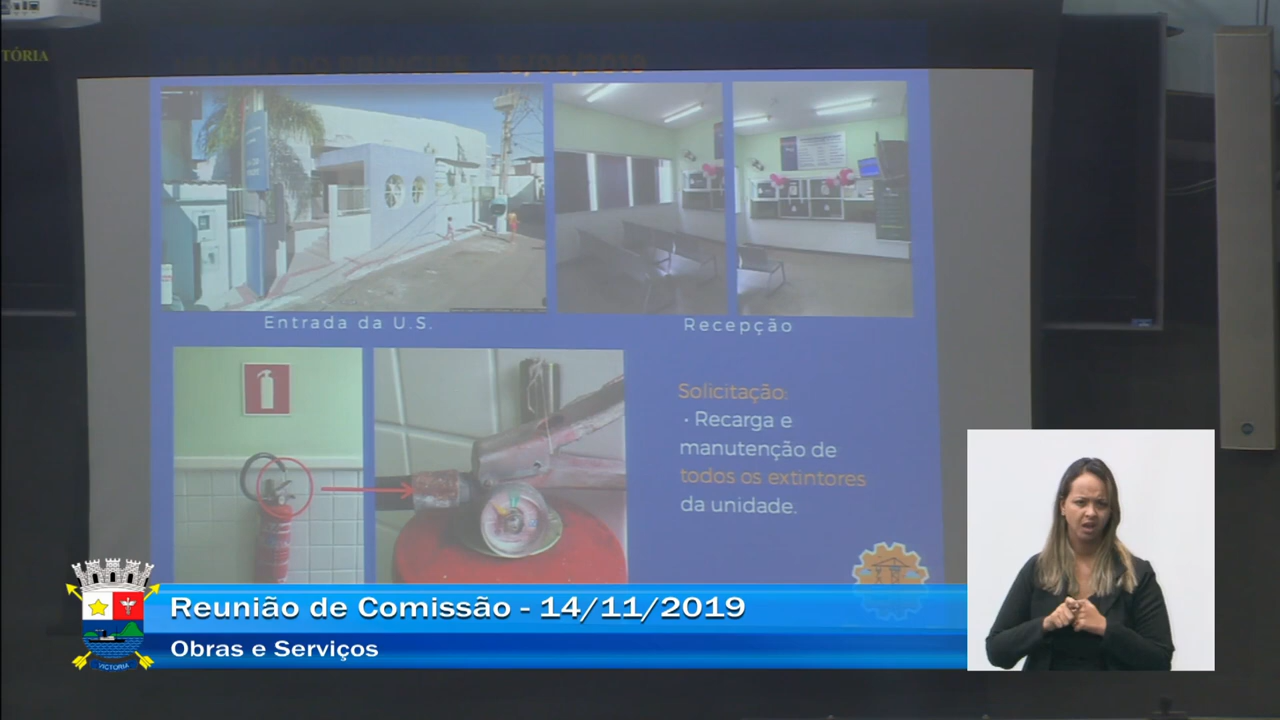 TÓRIA
Entrada da U.S.
Recepção
Solicitação:
• Recarga e
manutenção de
todos os extintores
da unidade.
Reunião de Comissão - 14/11/2019
Obras e Serviços
VICTORIA